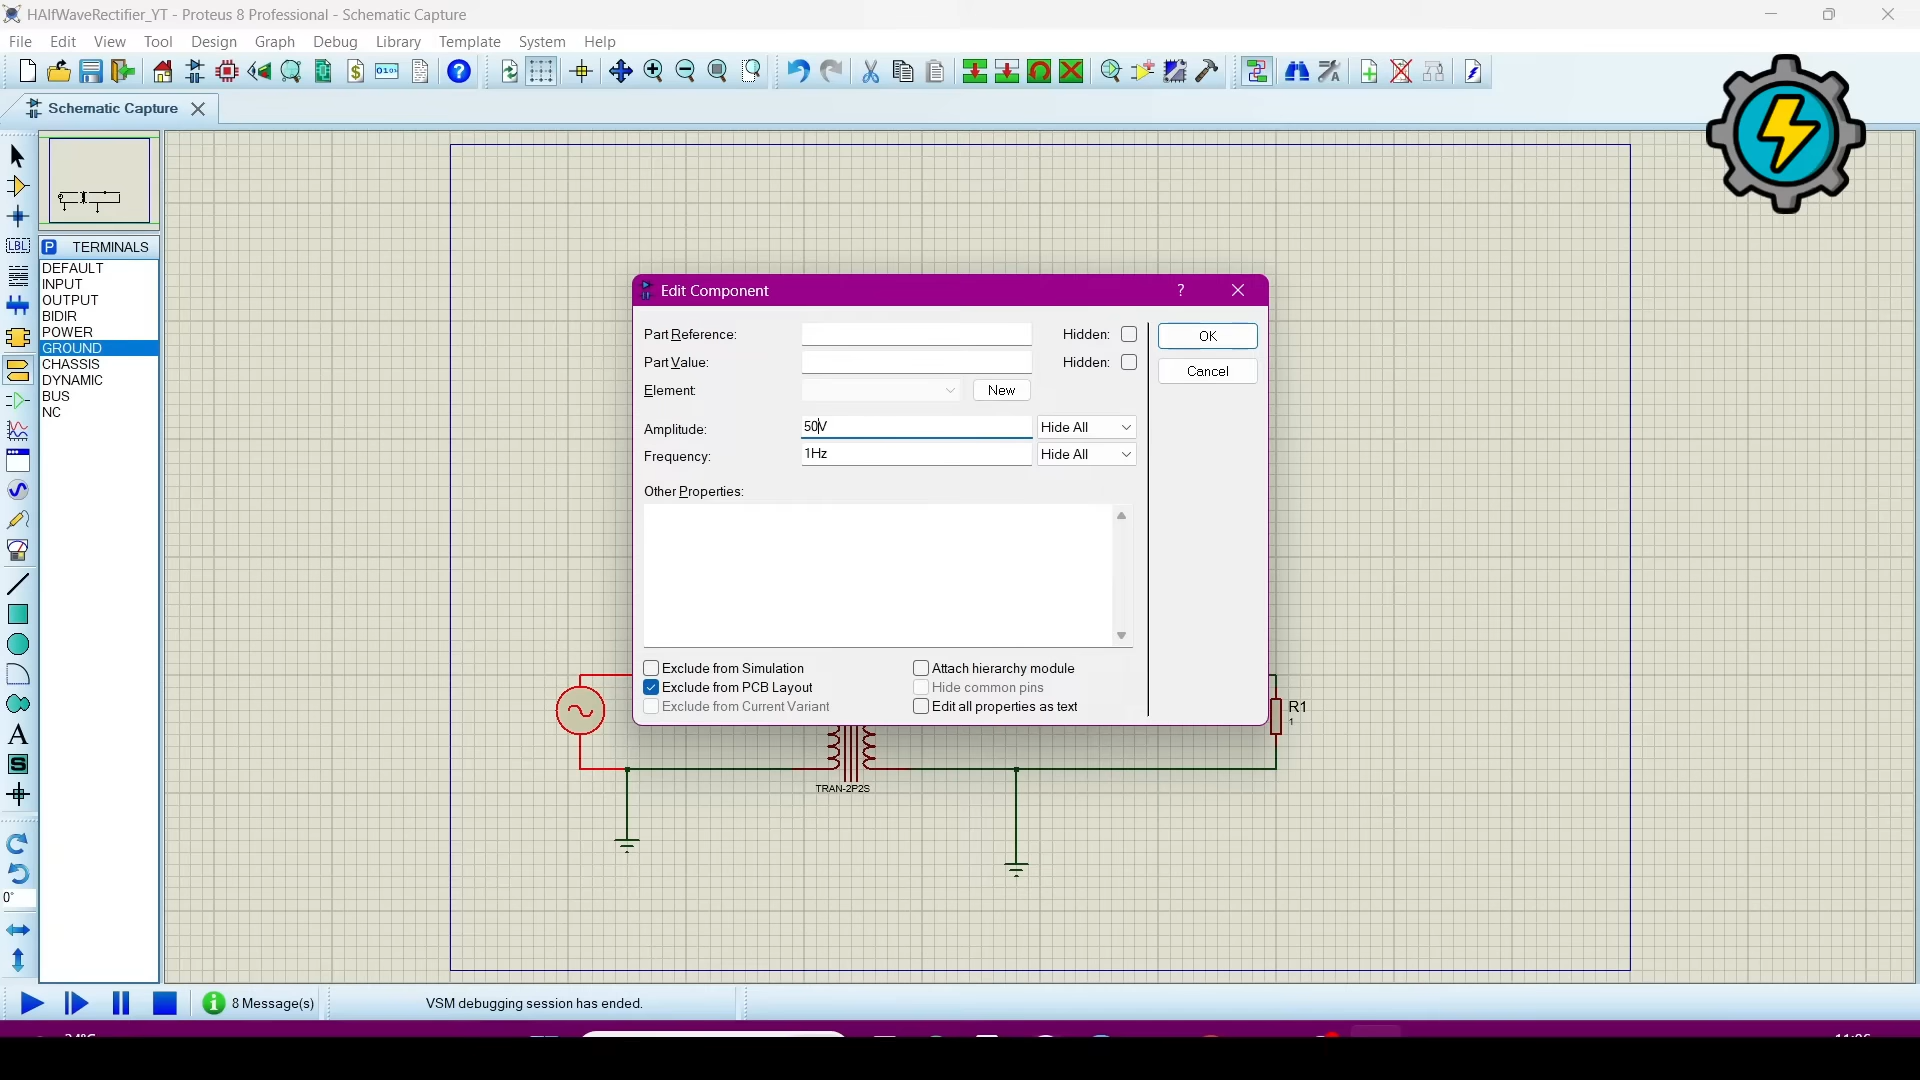 HAlfWaveRectifier_YT - Proteus 8 Professional - Schematic Capture
File Edit View Tool Design Graph Debug Library Template System Help
Schematic Capture
P TERMINALS
DEFAULT
INPUT
OUTPUT
BIDIR
POWER
GROUND
CHASSIS
DYNAMIC
BUS
NC
LBL
A
S
0°
Edit Component ?
Part Reference: Hidden:
Part Value: Hidden:
Element: New
Amplitude: 50V Hide All
Frequency: 1Hz Hide All
Other Properties:
OK
Cancel
Exclude from Simulation Attach hierarchy module
Exclude from PCB Layout Hide common pins
Exclude from Current Variant Edit all properties as text
R1
1
TRAN-2P2S
8 Message(s) VSM debugging session has ended.